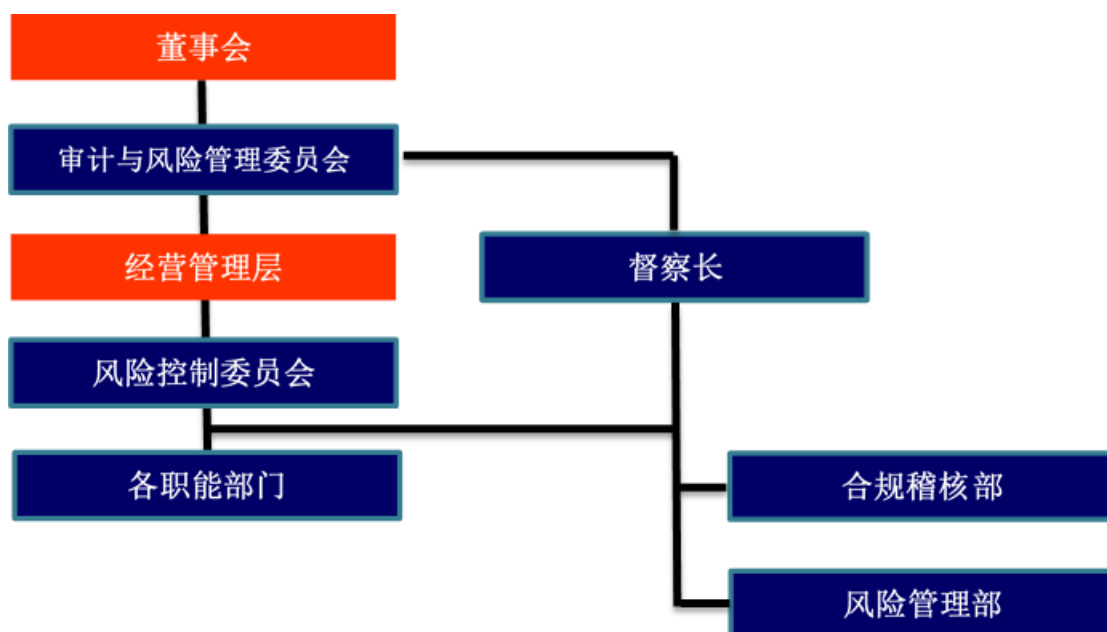 董事会
审计与风险管理委员会
经营管理层
督察长
风险控制委员会
各职能部门
合规稽核部
风险管理部